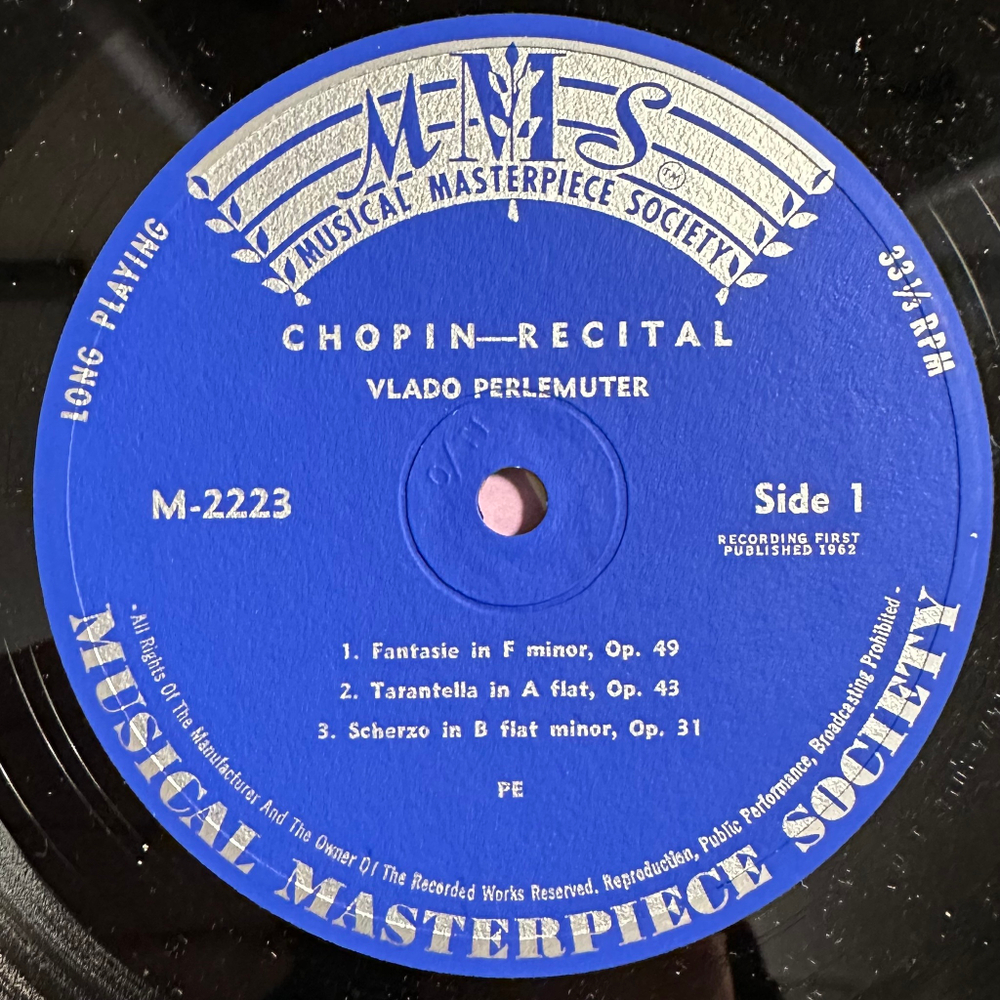 MMS
MUSICAL MASTERPIECE SOCIETY
TM
LONG PLAYING
33⅓ RPM
CHOPIN—RECITAL
VLADO PERLEMUTER
M-2223
Side 1
RECORDING FIRST
PUBLISHED 1962
1. Fantasie in F minor, Op. 49
2. Tarantella in A flat, Op. 43
3. Scherzo in B flat minor, Op. 31
PE
· All Rights Of The Manufacturer And The Owner Of The Recorded Works Reserved. Reproduction, Public Performance, Broadcasting Prohibited ·
MUSICAL MASTERPIECE SOCIETY